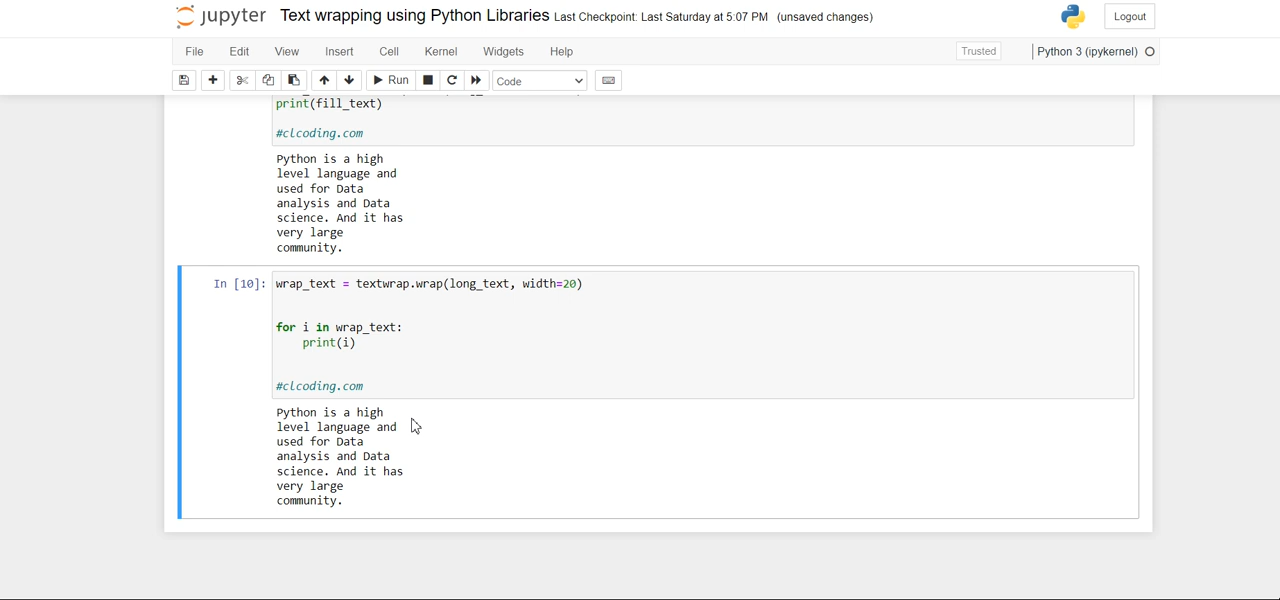 jupyter Text wrapping using Python Libraries Last Checkpoint: Last Saturday at 5:07 PM (unsaved changes) Logout
File Edit View Insert Cell Kernel Widgets Help Trusted Python 3 (ipykernel)
Run Code
print(fill_text)
#clcoding.com
Python is a high
level language and
used for Data
analysis and Data
science. And it has
very large
community.
In [10]: wrap_text = textwrap.wrap(long_text, width=20)
for i in wrap_text:
    print(i)
#clcoding.com
Python is a high
level language and
used for Data
analysis and Data
science. And it has
very large
community.